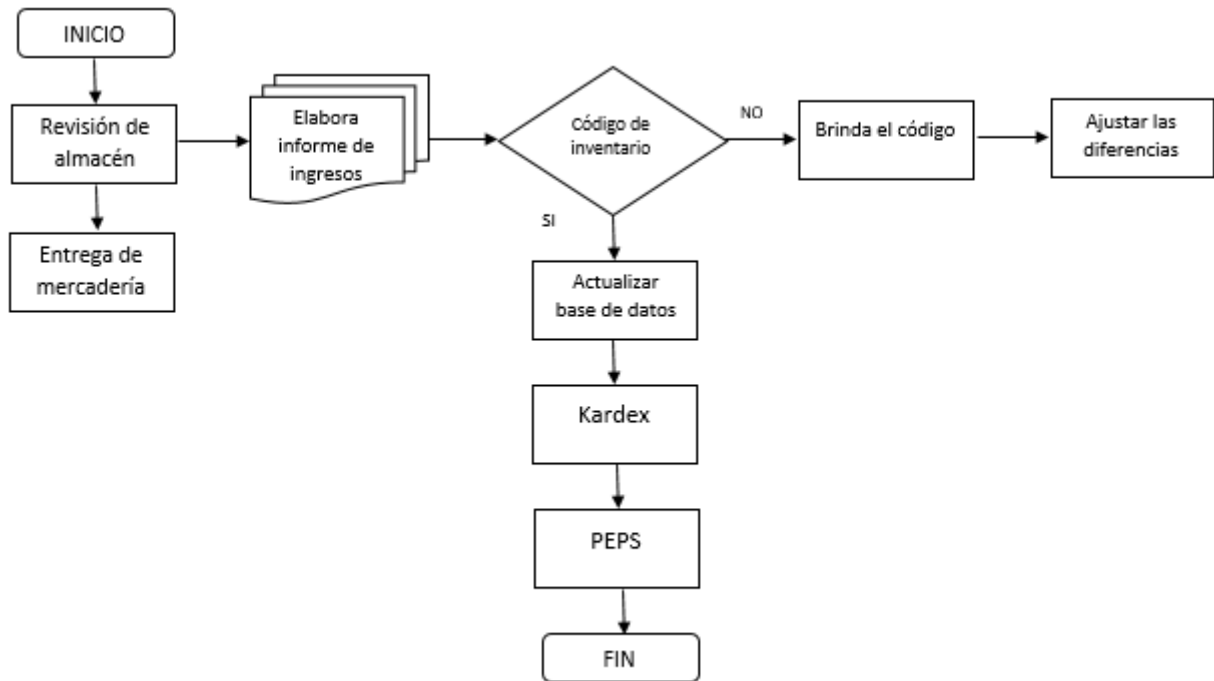 INICIO
Revisión de
almacén
Entrega de
mercadería
Elabora
informe de
ingresos
Código de
inventario
NO
Brinda el código
Ajustar las
diferencias
SI
Actualizar
base de datos
Kardex
PEPS
FIN